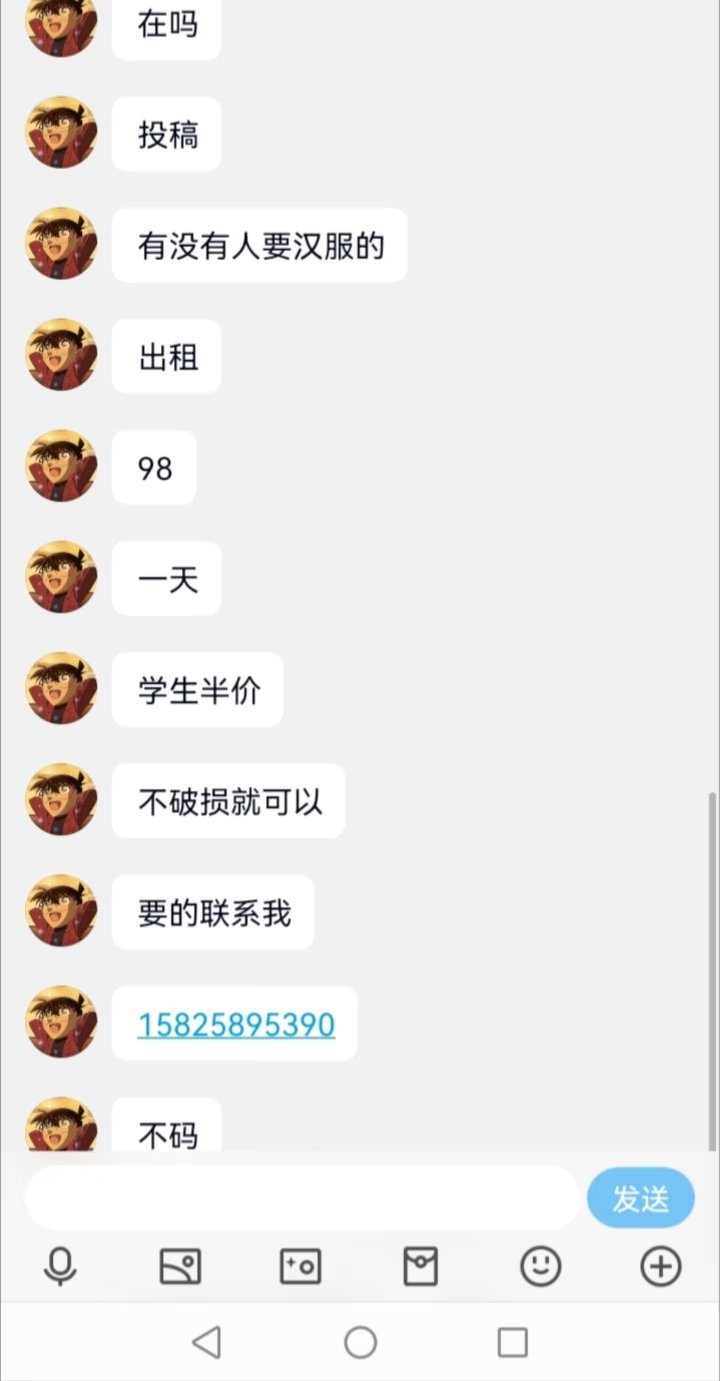 在吗
投稿
有没有人要汉服的
出租
98
一天
学生半价
不破损就可以
要的联系我
15825895390
不码
发送